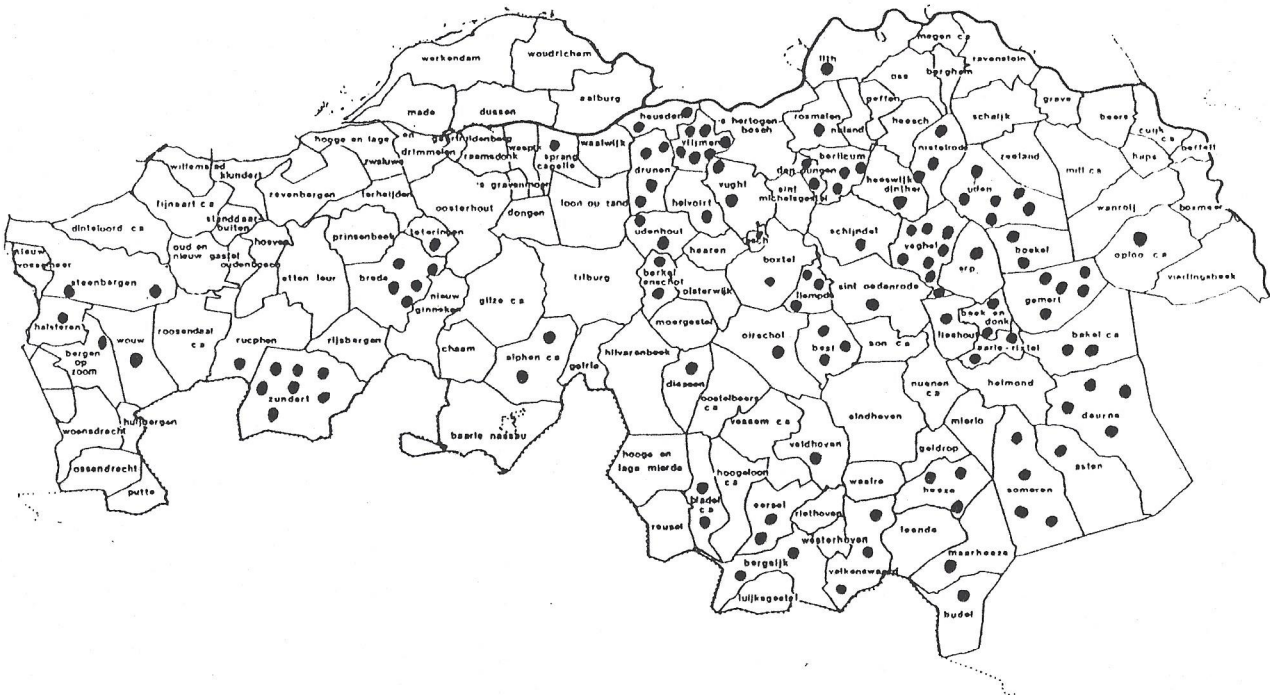 werkendam
woudrichem
aalburg
made
dussen
lith
megen c a
ravenstein
oss
berghem
geffen
heesch
schaijk
grave
beers
cuijk c a
haps
mill c a
zeeland
wanroij
boxmeer
oploo c a
vierlingsbeek
heusden
's hertogen
bosch
rosmalen
nuland
nistelrode
vlijmen
berlicum
den dungen
heeswijk
dinther
uden
sint
michelsgestel
vught
drunen
helvoirt
waalwijk
sprang
capelle
waspik
raamsdonk
geertruidenberg
hooge en lage
zwaluwe
en
drimmelen
's gravenmoer
loon op zand
dongen
oosterhout
terheijden
zevenbergen
klundert
willemstad
fijnaart c a
standdaar-
buiten
dinteloord c a
oud en
nieuw gastel
oudenbosch
hoeven
etten leur
prinsenbeek
teteringen
breda
nieuw
ginneken
nieuw
vossemeer
steenbergen
halsteren
bergen
op
zoom
wouw
roosendaal
c a
rucphen
rijsbergen
zundert
woensdrecht
huijbergen
ossendrecht
putte
chaam
gilze c a
alphen c a
baarle nassau
goirle
tilburg
udenhout
berkel
enschot
haaren
esch
boxtel
oisterwijk
moergestel
hilvarenbeek
diessen
oirschot
liempde
schijndel
sint oedenrode
veghel
erp
boekel
gemert
beek en
donk
lieshout
aarle-rixtel
bakel c a
best
son c a
nuenen
c a
helmond
deurne
mierlo
eindhoven
geldrop
oostelbeers
c a
vessem c a
veldhoven
waalre
heeze
someren
asten
hooge en
lage mierde
reusel
bladel
c a
hoogeloon
c a
eersel
riethoven
westerhoven
bergeijk
luijksgestel
valkenswaard
leende
maarheeze
budel